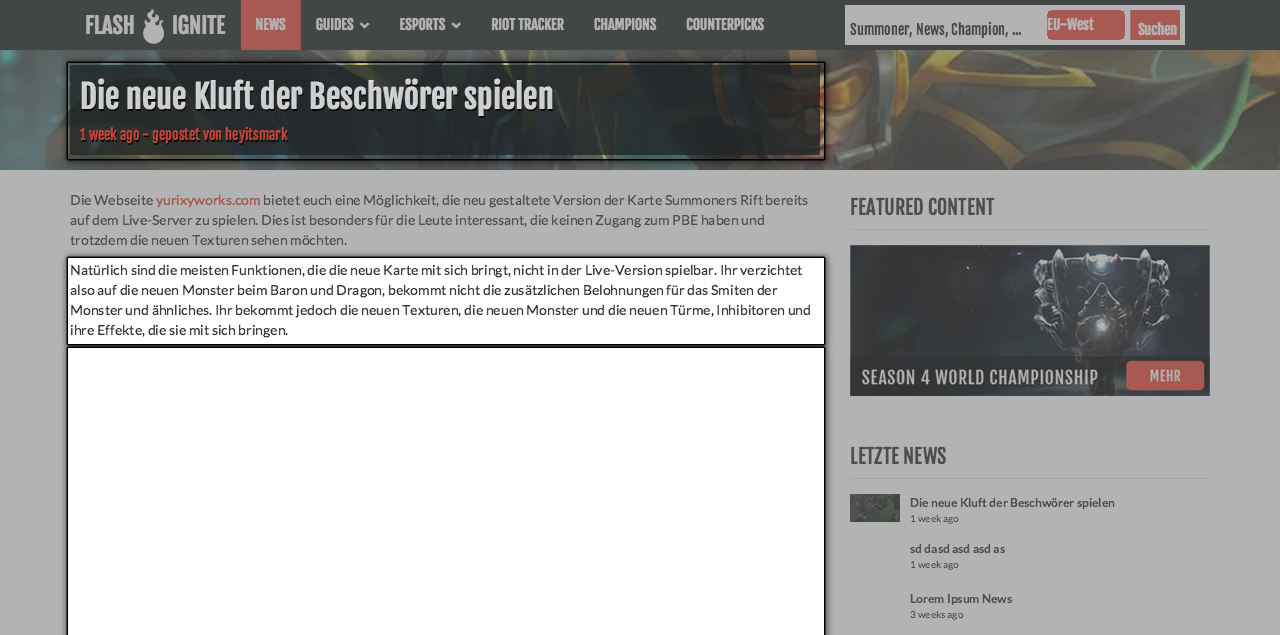 FLASH IGNITE
NEWS
GUIDES
ESPORTS
RIOT TRACKER
CHAMPIONS
COUNTERPICKS
Summoner, News, Champion, ...
EU-West
Suchen
Die neue Kluft der Beschwörer spielen
1 week ago - gepostet von heyitsmark
Die Webseite yurixyworks.com bietet euch eine Möglichkeit, die neu gestaltete Version der Karte Summoners Rift bereits
auf dem Live-Server zu spielen. Dies ist besonders für die Leute interessant, die keinen Zugang zum PBE haben und
trotzdem die neuen Texturen sehen möchten.
Natürlich sind die meisten Funktionen, die die neue Karte mit sich bringt, nicht in der Live-Version spielbar. Ihr verzichtet
also auf die neuen Monster beim Baron und Dragon, bekommt nicht die zusätzlichen Belohnungen für das Smiten der
Monster und ähnliches. Ihr bekommt jedoch die neuen Texturen, die neuen Monster und die neuen Türme, Inhibitoren und
ihre Effekte, die sie mit sich bringen.
FEATURED CONTENT
SEASON 4 WORLD CHAMPIONSHIP
MEHR
LETZTE NEWS
Die neue Kluft der Beschwörer spielen
1 week ago
sd dasd asd asd as
1 week ago
Lorem Ipsum News
3 weeks ago